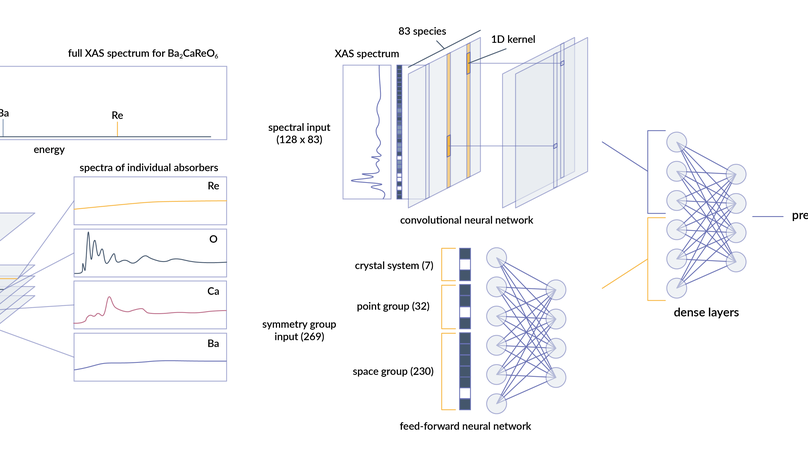 full XAS spectrum for Ba₂CaReO₆
Ba
Re
energy
spectra of individual absorbers
Re
O
Ca
Ba
83 species
1D kernel
XAS spectrum
spectral input
(128 x 83)
convolutional neural network
crystal system (7)
point group (32)
symmetry group
input (269)
space group (230)
feed-forward neural network
dense layers